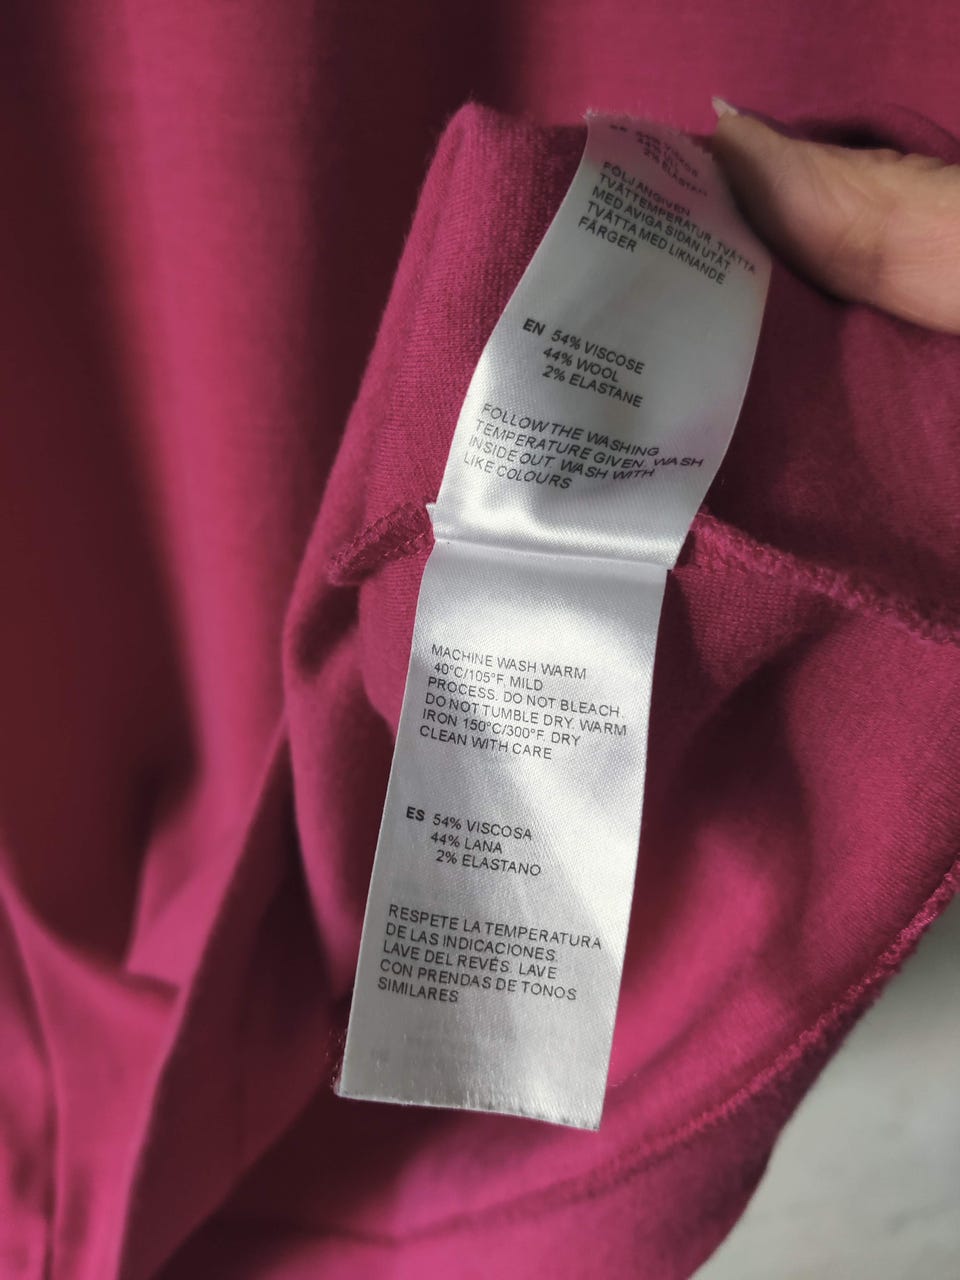 2% ELASTAN
FÖLJ ANGIVEN
TVÄTTEMPERATUR. TVÄTTA
MED AVIGA SIDAN UTÅT.
TVÄTTA MED LIKNANDE
FÄRGER
EN 54% VISCOSE
44% WOOL
2% ELASTANE
FOLLOW THE WASHING
TEMPERATURE GIVEN. WASH
INSIDE OUT. WASH WITH
LIKE COLOURS
MACHINE WASH WARM
40°C/105°F. MILD
PROCESS. DO NOT BLEACH.
DO NOT TUMBLE DRY. WARM
IRON 150°C/300°F. DRY
CLEAN WITH CARE
ES 54% VISCOSA
44% LANA
2% ELASTANO
RESPETE LA TEMPERATURA
DE LAS INDICACIONES.
LAVE DEL REVÉS. LAVE
CON PRENDAS DE TONOS
SIMILARES